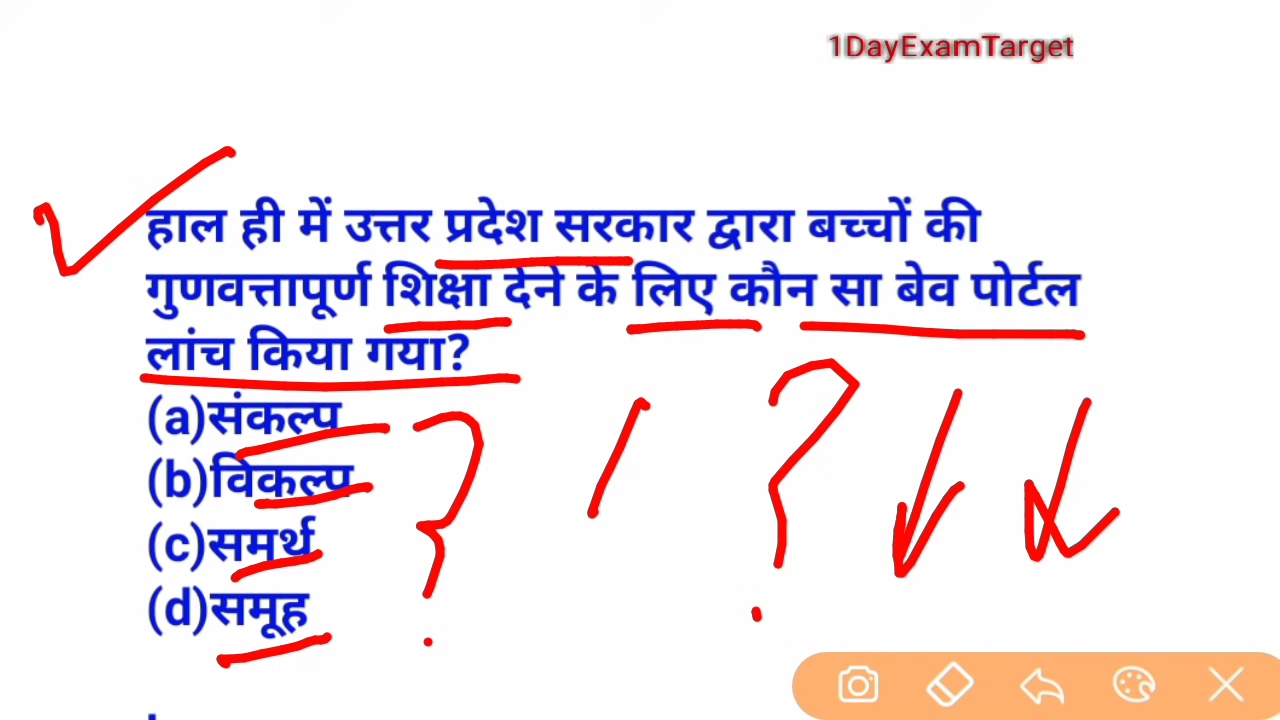 1DayExamTarget
हाल ही में उत्तर प्रदेश सरकार द्वारा बच्चों की
गुणवत्तापूर्ण शिक्षा देने के लिए कौन सा बेव पोर्टल
लांच किया गया?
(a)संकल्प
(b)विकल्प
(c)समर्थ
(d)समूह